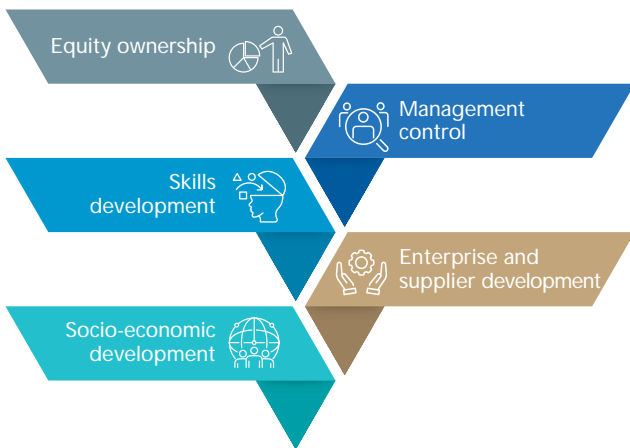 Equity ownership
Management
control
Skills
development
Enterprise and
supplier development
Socio-economic
development